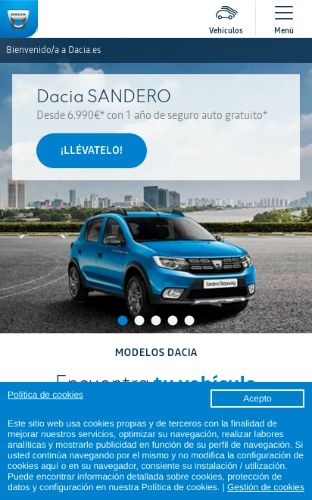 DACIA
Vehículos
Menú
Bienvenido/a a Dacia.es
Dacia SANDERO
Desde 6.990€* con 1 año de seguro auto gratuito*
¡LLÉVATELO!
Sandero Stepway
MODELOS DACIA
Encuentra tu vehículo
Política de cookies
Acepto
Este sitio web usa cookies propias y de terceros con la finalidad de
mejorar nuestros servicios, optimizar su navegación, realizar labores
analíticas y mostrarle publicidad en función de su perfil de navegación. Si
usted continúa navegando por el mismo y no modifica la configuración de
cookies aquí o en su navegador, consiente su instalación / utilización.
Puede encontrar información detallada sobre cookies, protección de
datos y configuración en nuestra Política de cookies. | Gestión de cookies